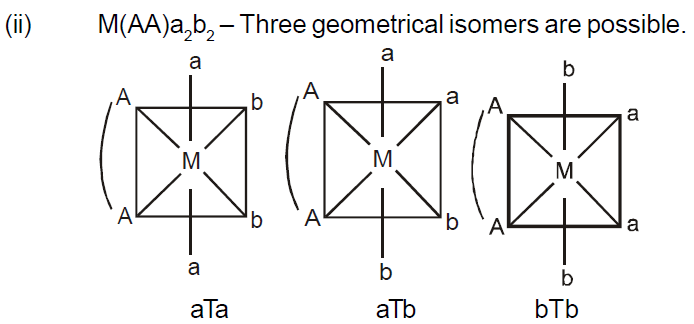 (ii) M(AA)a₂b₂ – Three geometrical isomers are possible.
a a b
A b A a A a
M M M
A b A b A a
a b b
aTa aTb bTb